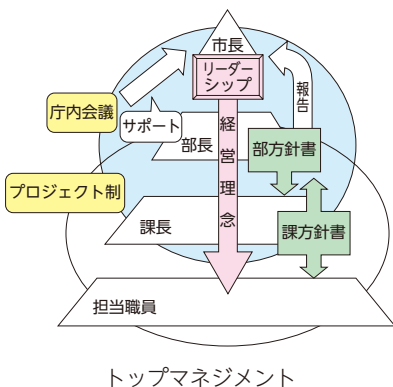 市長
リーダー
シップ
報告
庁内会議
サポート
経営理念
部長
部方針書
プロジェクト制
課長
課方針書
担当職員
トップマネジメント